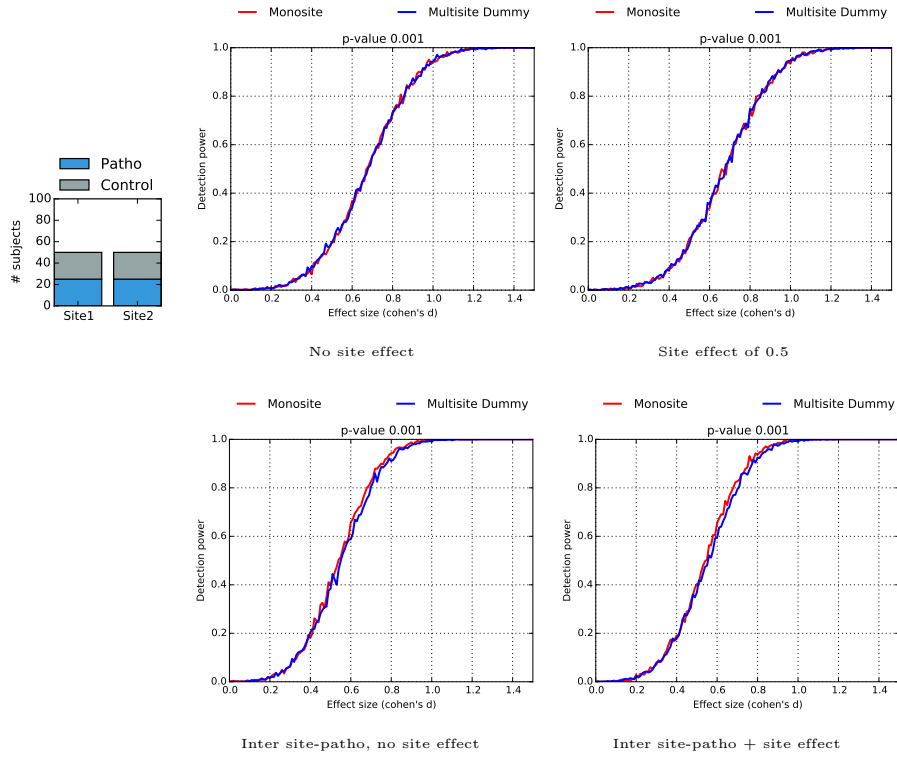 Monosite Multisite Dummy
p-value 0.001
1.0
0.8
0.6
0.4
0.2
0.0
Detection power
0.0 0.2 0.4 0.6 0.8 1.0 1.2 1.4
Effect size (cohen's d)
No site effect
Monosite Multisite Dummy
p-value 0.001
1.0
0.8
0.6
0.4
0.2
0.0
Detection power
0.0 0.2 0.4 0.6 0.8 1.0 1.2 1.4
Effect size (cohen's d)
Site effect of 0.5
Patho
Control
100
80
60
40
20
0
# subjects
Site1 Site2
Monosite Multisite Dummy
p-value 0.001
1.0
0.8
0.6
0.4
0.2
0.0
Detection power
0.0 0.2 0.4 0.6 0.8 1.0 1.2 1.4
Effect size (cohen's d)
Inter site-patho, no site effect
Monosite Multisite Dummy
p-value 0.001
1.0
0.8
0.6
0.4
0.2
0.0
Detection power
0.0 0.2 0.4 0.6 0.8 1.0 1.2 1.4
Effect size (cohen's d)
Inter site-patho + site effect